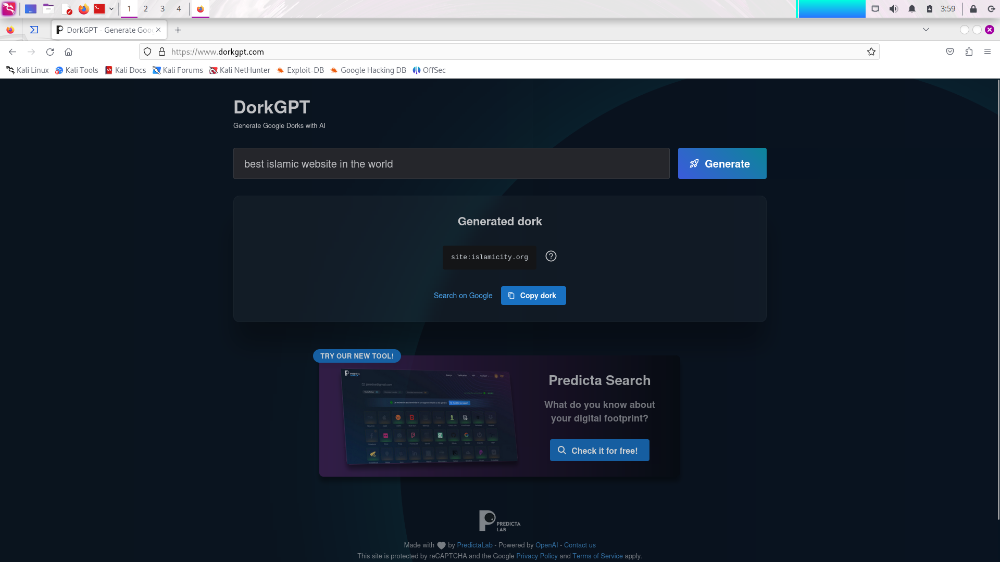 1 2 3 4 3:59
DorkGPT - Generate Goo
https://www.dorkgpt.com
Kali Linux Kali Tools Kali Docs Kali Forums Kali NetHunter Exploit-DB Google Hacking DB OffSec
DorkGPT
Generate Google Dorks with AI
best islamic website in the world Generate
Generated dork
site:islamicity.org
Search on Google Copy dork
TRY OUR NEW TOOL!
Predicta Search
What do you know about
your digital footprint?
Check it for free!
PREDICTA
LAB
Made with by PredictaLab - Powered by OpenAI - Contact us
This site is protected by reCAPTCHA and the Google Privacy Policy and Terms of Service apply.